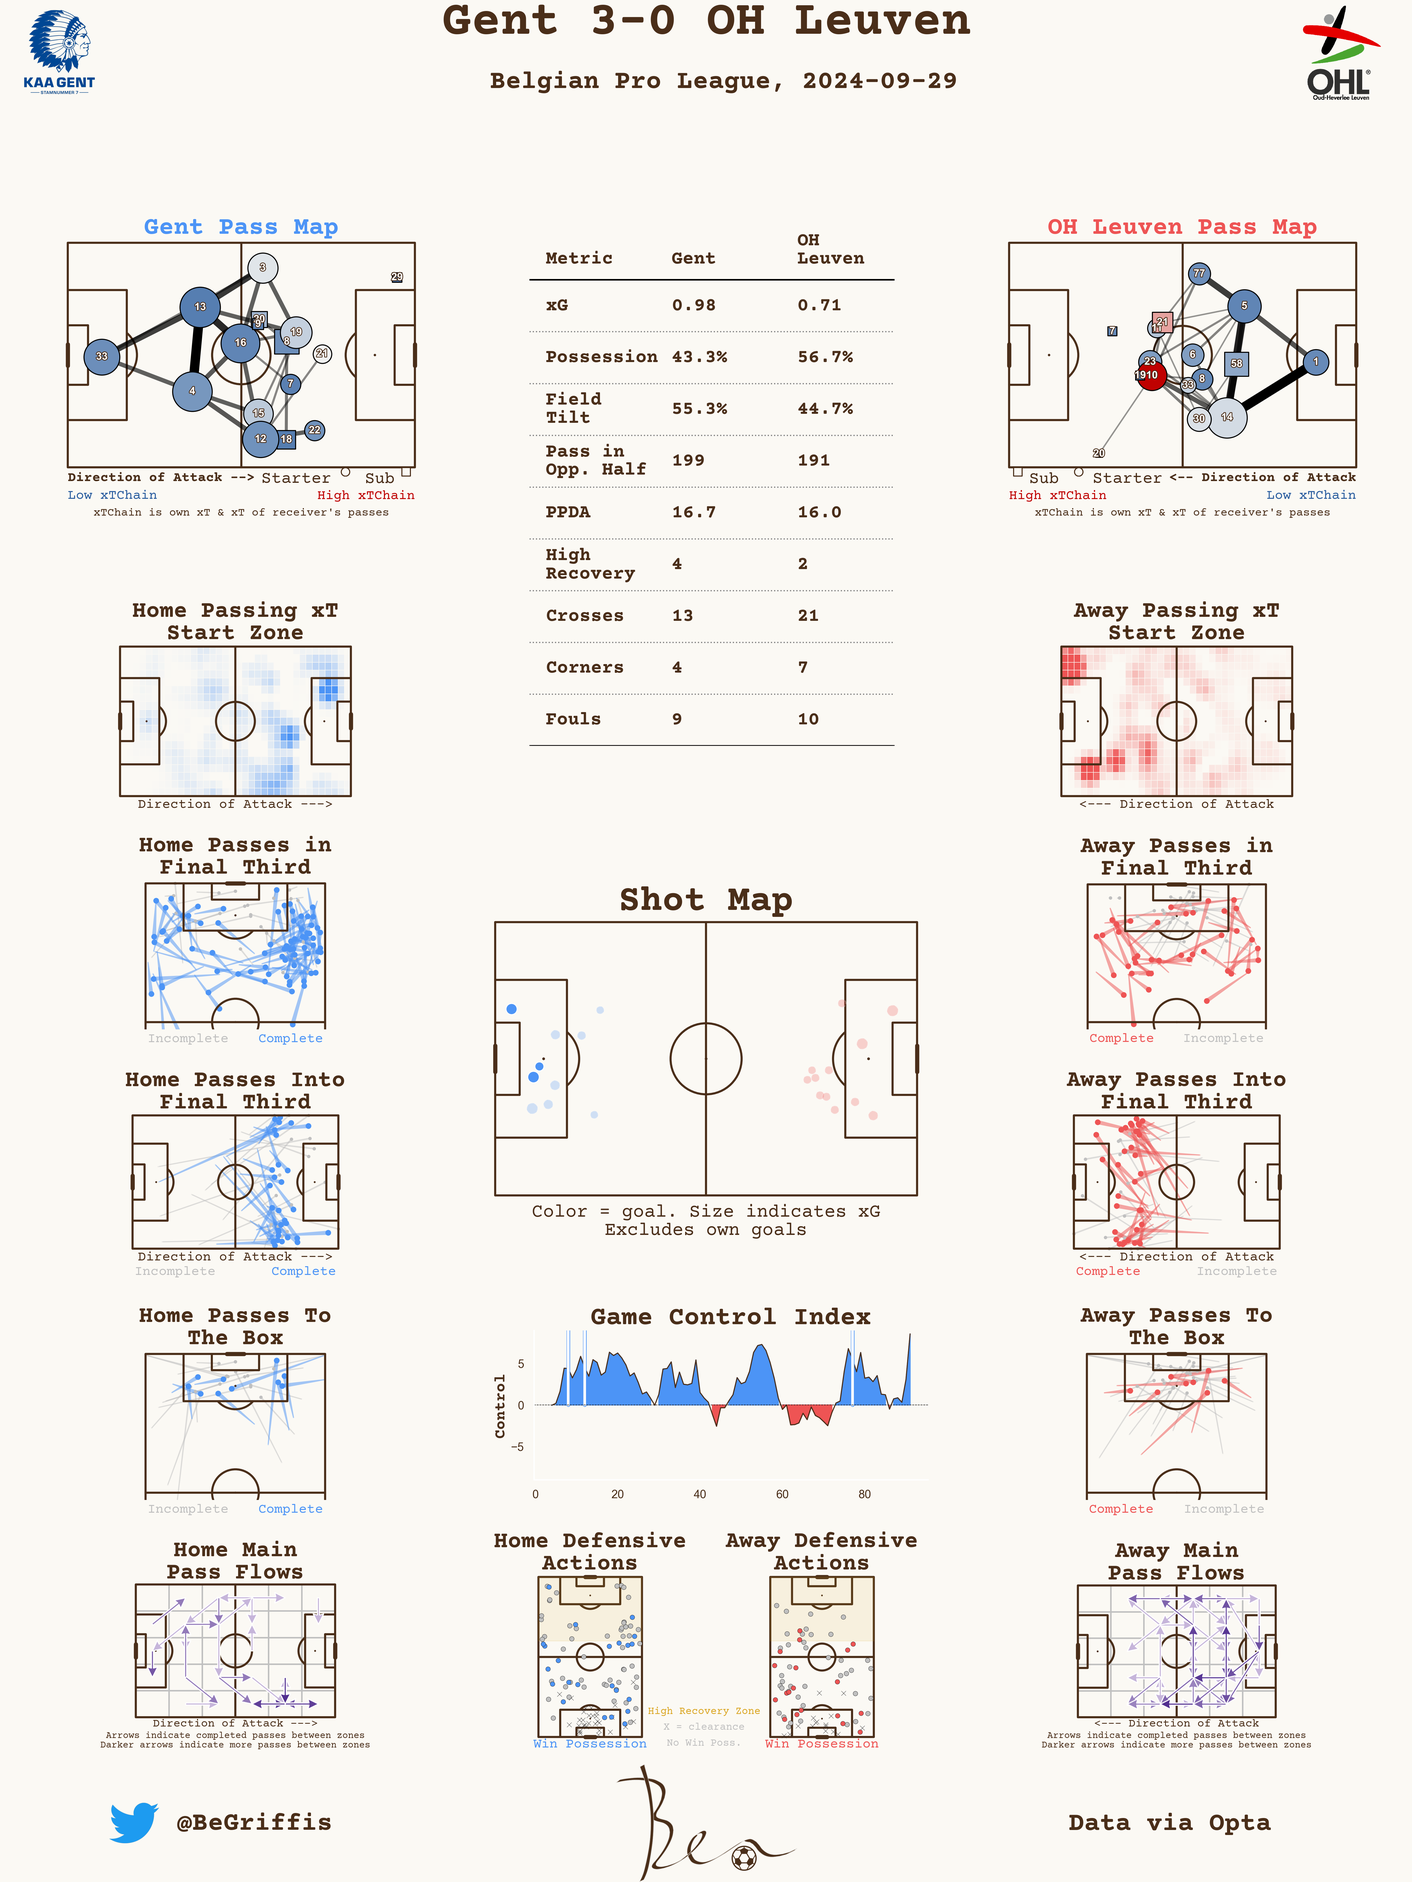 Gent 3-0 OH Leuven
Belgian Pro League, 2024-09-29
KAA GENT
STAMNUMMER 7
OHL®
Oud-Heverlee Leuven
Gent Pass Map
33
13
4
3
16
20
9
19
8
21
7
15
12
18
22
29
Direction of Attack -->
Starter
Sub
Low xTChain
High xTChain
xTChain is own xT & xT of receiver's passes
Metric Gent OH Leuven
xG 0.98 0.71
Possession 43.3% 56.7%
Field Tilt 55.3% 44.7%
Pass in Opp. Half 199 191
PPDA 16.7 16.0
High Recovery 4 2
Crosses 13 21
Corners 4 7
Fouls 9 10
OH Leuven Pass Map
77
5
21
11
7
6
23
58
1
19
10
33
8
30
14
20
Sub
Starter
<-- Direction of Attack
High xTChain
Low xTChain
xTChain is own xT & xT of receiver's passes
Home Passing xT
Start Zone
Direction of Attack --->
Away Passing xT
Start Zone
<--- Direction of Attack
Home Passes in
Final Third
Incomplete
Complete
Away Passes in
Final Third
Complete
Incomplete
Shot Map
Color = goal. Size indicates xG
Excludes own goals
Home Passes Into
Final Third
Direction of Attack --->
Incomplete
Complete
Away Passes Into
Final Third
<--- Direction of Attack
Complete
Incomplete
Home Passes To
The Box
Incomplete
Complete
Game Control Index
Control
5
0
−5
0
20
40
60
80
Away Passes To
The Box
Complete
Incomplete
Home Main
Pass Flows
Direction of Attack --->
Arrows indicate completed passes between zones
Darker arrows indicate more passes between zones
Home Defensive
Actions
Win Possession
Away Defensive
Actions
Win Possession
High Recovery Zone
X = clearance
No Win Poss.
Away Main
Pass Flows
<--- Direction of Attack
Arrows indicate completed passes between zones
Darker arrows indicate more passes between zones
@BeGriffis
Ben
Data via Opta